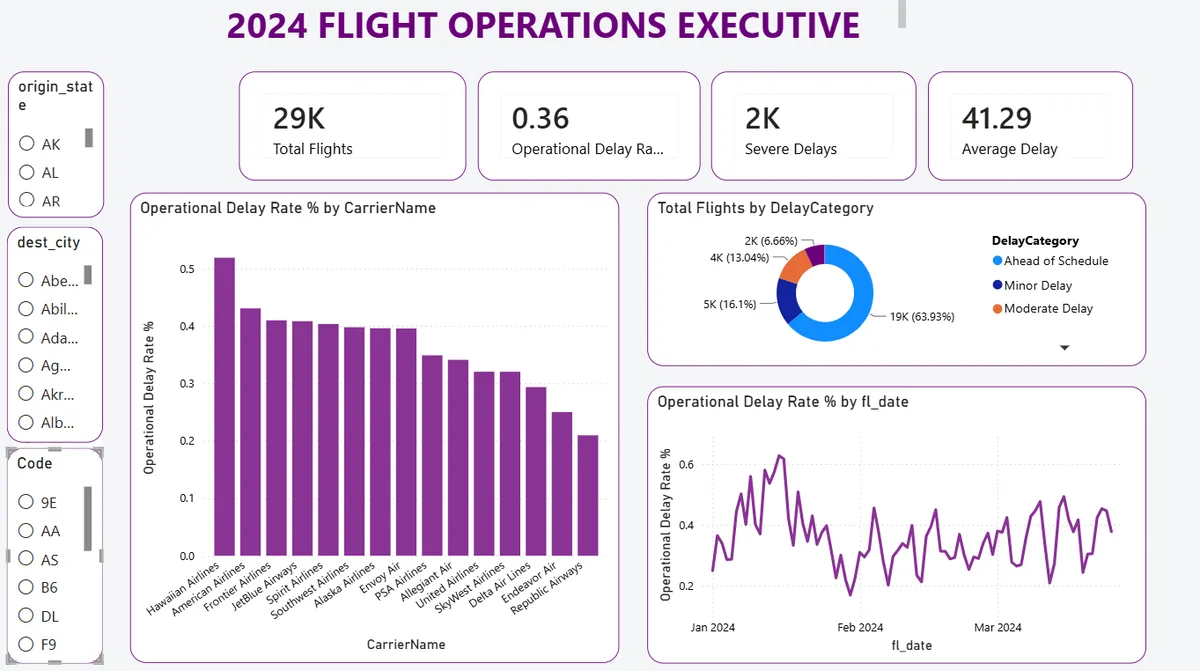 2024 FLIGHT OPERATIONS EXECUTIVE
origin_stat
e
AK
AL
AR
29K
Total Flights
0.36
Operational Delay Ra...
2K
Severe Delays
41.29
Average Delay
dest_city
Abe...
Abil...
Ada...
Ag...
Akr...
Alb...
Code
9E
AA
AS
B6
DL
F9
Operational Delay Rate % by CarrierName
Operational Delay Rate %
0.5
0.4
0.3
0.2
0.1
0.0
Hawaiian Airlines
American Airlines
Frontier Airlines
JetBlue Airways
Spirit Airlines
Southwest Airlines
Alaska Airlines
Envoy Air
PSA Airlines
Allegiant Air
United Airlines
SkyWest Airlines
Delta Air Lines
Endeavor Air
Republic Airways
CarrierName
Total Flights by DelayCategory
2K (6.66%)
4K (13.04%)
5K (16.1%)
19K (63.93%)
DelayCategory
Ahead of Schedule
Minor Delay
Moderate Delay
Operational Delay Rate % by fl_date
Operational Delay Rate %
0.6
0.4
0.2
Jan 2024
Feb 2024
Mar 2024
fl_date